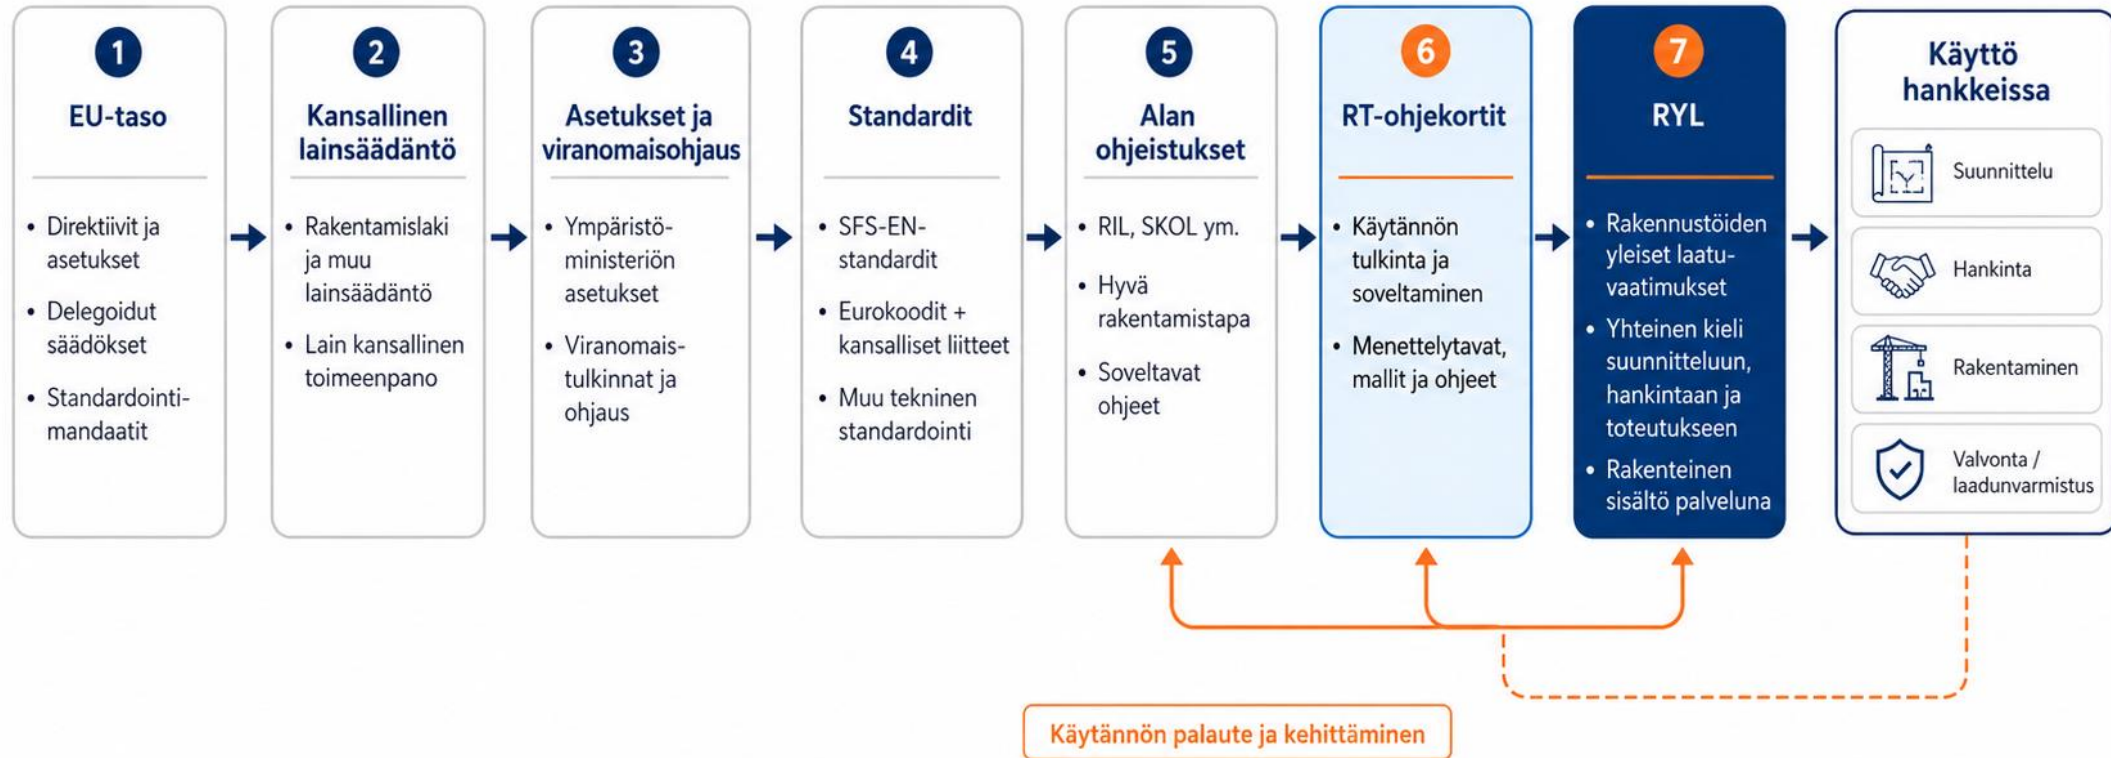 1
EU-taso
• Direktiivit ja
asetukset
• Delegoidut
säädökset
• Standardointi-
mandaatit
2
Kansallinen
lainsäädäntö
• Rakentamislaki
ja muu
lainsäädäntö
• Lain kansallinen
toimeenpano
3
Asetukset ja
viranomaisohjaus
• Ympäristö-
ministeriön
asetukset
• Viranomais-
tulkinnat ja
ohjaus
4
Standardit
• SFS-EN-
standardit
• Eurokoodit +
kansalliset liitteet
• Muu tekninen
standardointi
5
Alan
ohjeistukset
• RIL, SKOL ym.
• Hyvä
rakentamistapa
• Soveltavat
ohjeet
6
RT-ohjekortit
• Käytännön
tulkinta ja
soveltaminen
• Menettelytavat,
mallit ja ohjeet
7
RYL
• Rakennustöiden
yleiset laatu-
vaatimukset
• Yhteinen kieli
suunnitteluun,
hankintaan ja
toteutukseen
• Rakenteinen
sisältö palveluna
Käyttö
hankkeissa
Suunnittelu
Hankinta
Rakentaminen
Valvonta /
laadunvarmistus
Käytännön palaute ja kehittäminen